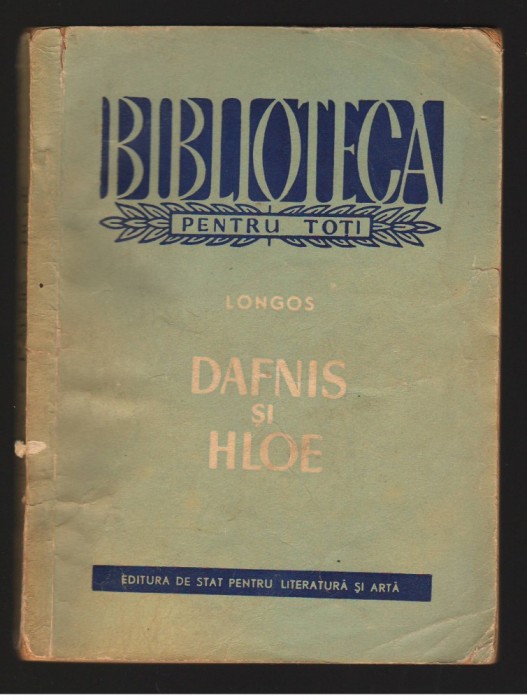 BIBLIOTECA
PENTRU TOȚI
LONGOS
DAFNIS
ȘI
HLOE
EDITURA DE STAT PENTRU LITERATURĂ ȘI ARTĂ